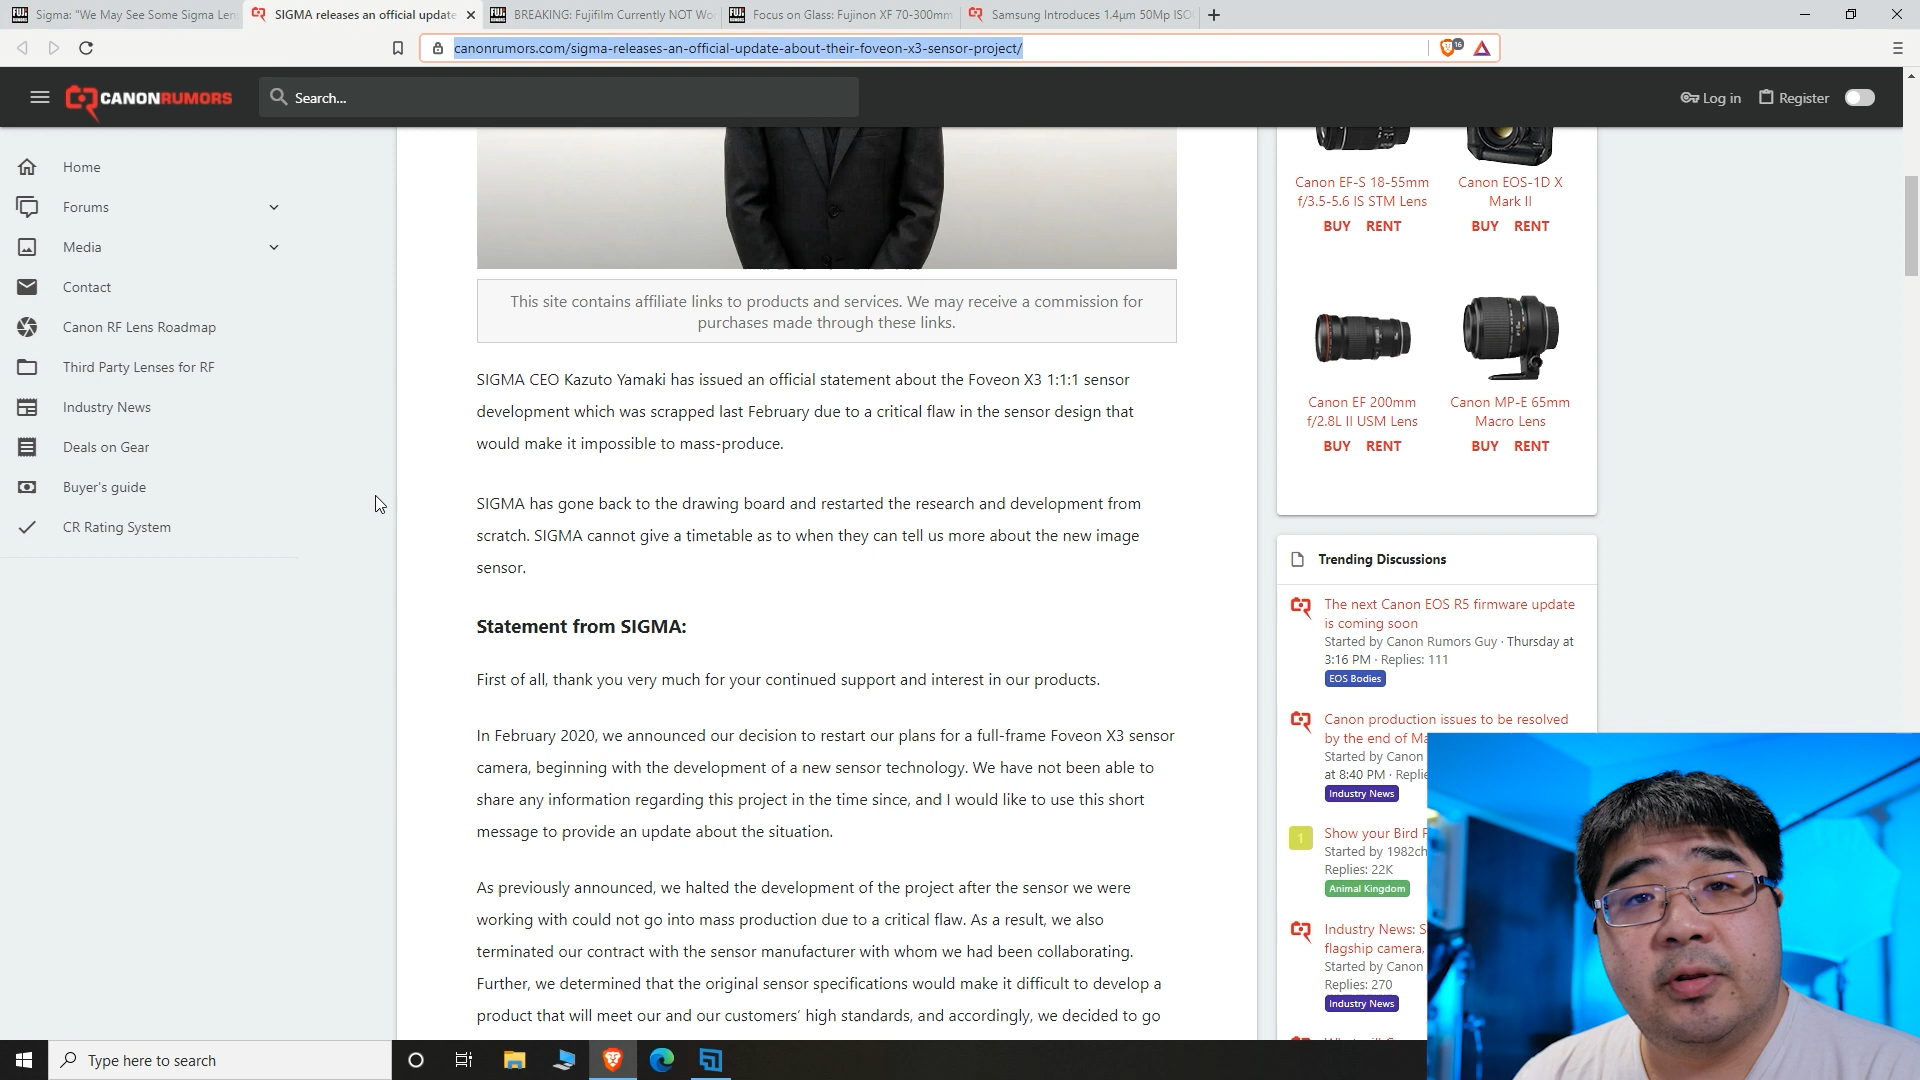 Sigma: "We May See Some Sigma Len
SIGMA releases an official update
BREAKING: Fujifilm Currently NOT Wo
Focus on Glass: Fujinon XF 70-300mm
Samsung Introduces 1.4μm 50Mp ISO
canonrumors.com/sigma-releases-an-official-update-about-their-foveon-x3-sensor-project/
16
CANONRUMORS
Search...
Log in
Register
Home
Forums
Media
Contact
Canon RF Lens Roadmap
Third Party Lenses for RF
Industry News
Deals on Gear
Buyer's guide
CR Rating System
This site contains affiliate links to products and services. We may receive a commission for
purchases made through these links.
SIGMA CEO Kazuto Yamaki has issued an official statement about the Foveon X3 1:1:1 sensor
development which was scrapped last February due to a critical flaw in the sensor design that
would make it impossible to mass-produce.
SIGMA has gone back to the drawing board and restarted the research and development from
scratch. SIGMA cannot give a timetable as to when they can tell us more about the new image
sensor.
Statement from SIGMA:
First of all, thank you very much for your continued support and interest in our products.
In February 2020, we announced our decision to restart our plans for a full-frame Foveon X3 sensor
camera, beginning with the development of a new sensor technology. We have not been able to
share any information regarding this project in the time since, and I would like to use this short
message to provide an update about the situation.
As previously announced, we halted the development of the project after the sensor we were
working with could not go into mass production due to a critical flaw. As a result, we also
terminated our contract with the sensor manufacturer with whom we had been collaborating.
Further, we determined that the original sensor specifications would make it difficult to develop a
product that will meet our and our customers' high standards, and accordingly, we decided to go
Canon EF-S 18-55mm
f/3.5-5.6 IS STM Lens
BUY RENT
Canon EOS-1D X
Mark II
BUY RENT
Canon EF 200mm
f/2.8L II USM Lens
BUY RENT
Canon MP-E 65mm
Macro Lens
BUY RENT
Trending Discussions
The next Canon EOS R5 firmware update
is coming soon
Started by Canon Rumors Guy · Thursday at
3:16 PM · Replies: 111
EOS Bodies
Canon production issues to be resolved
by the end of Ma
Started by Canon
at 8:40 PM · Replie
Industry News
1
Show your Bird P
Started by 1982ch
Replies: 22K
Animal Kingdom
Industry News: S
flagship camera,
Started by Canon
Replies: 270
Industry News
Type here to search